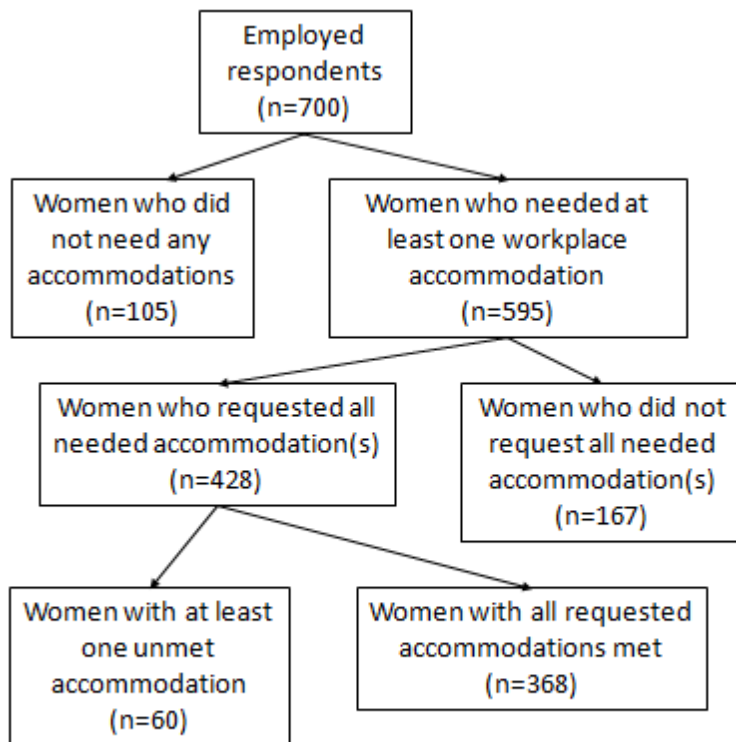 Employed
respondents
(n=700)
Women who did
not need any
accommodations
(n=105)
Women who needed at
least one workplace
accommodation
(n=595)
Women who requested all
needed accommodation(s)
(n=428)
Women who did not
request all needed
accommodation(s)
(n=167)
Women with at least
one unmet
accommodation
(n=60)
Women with all requested
accommodations met
(n=368)